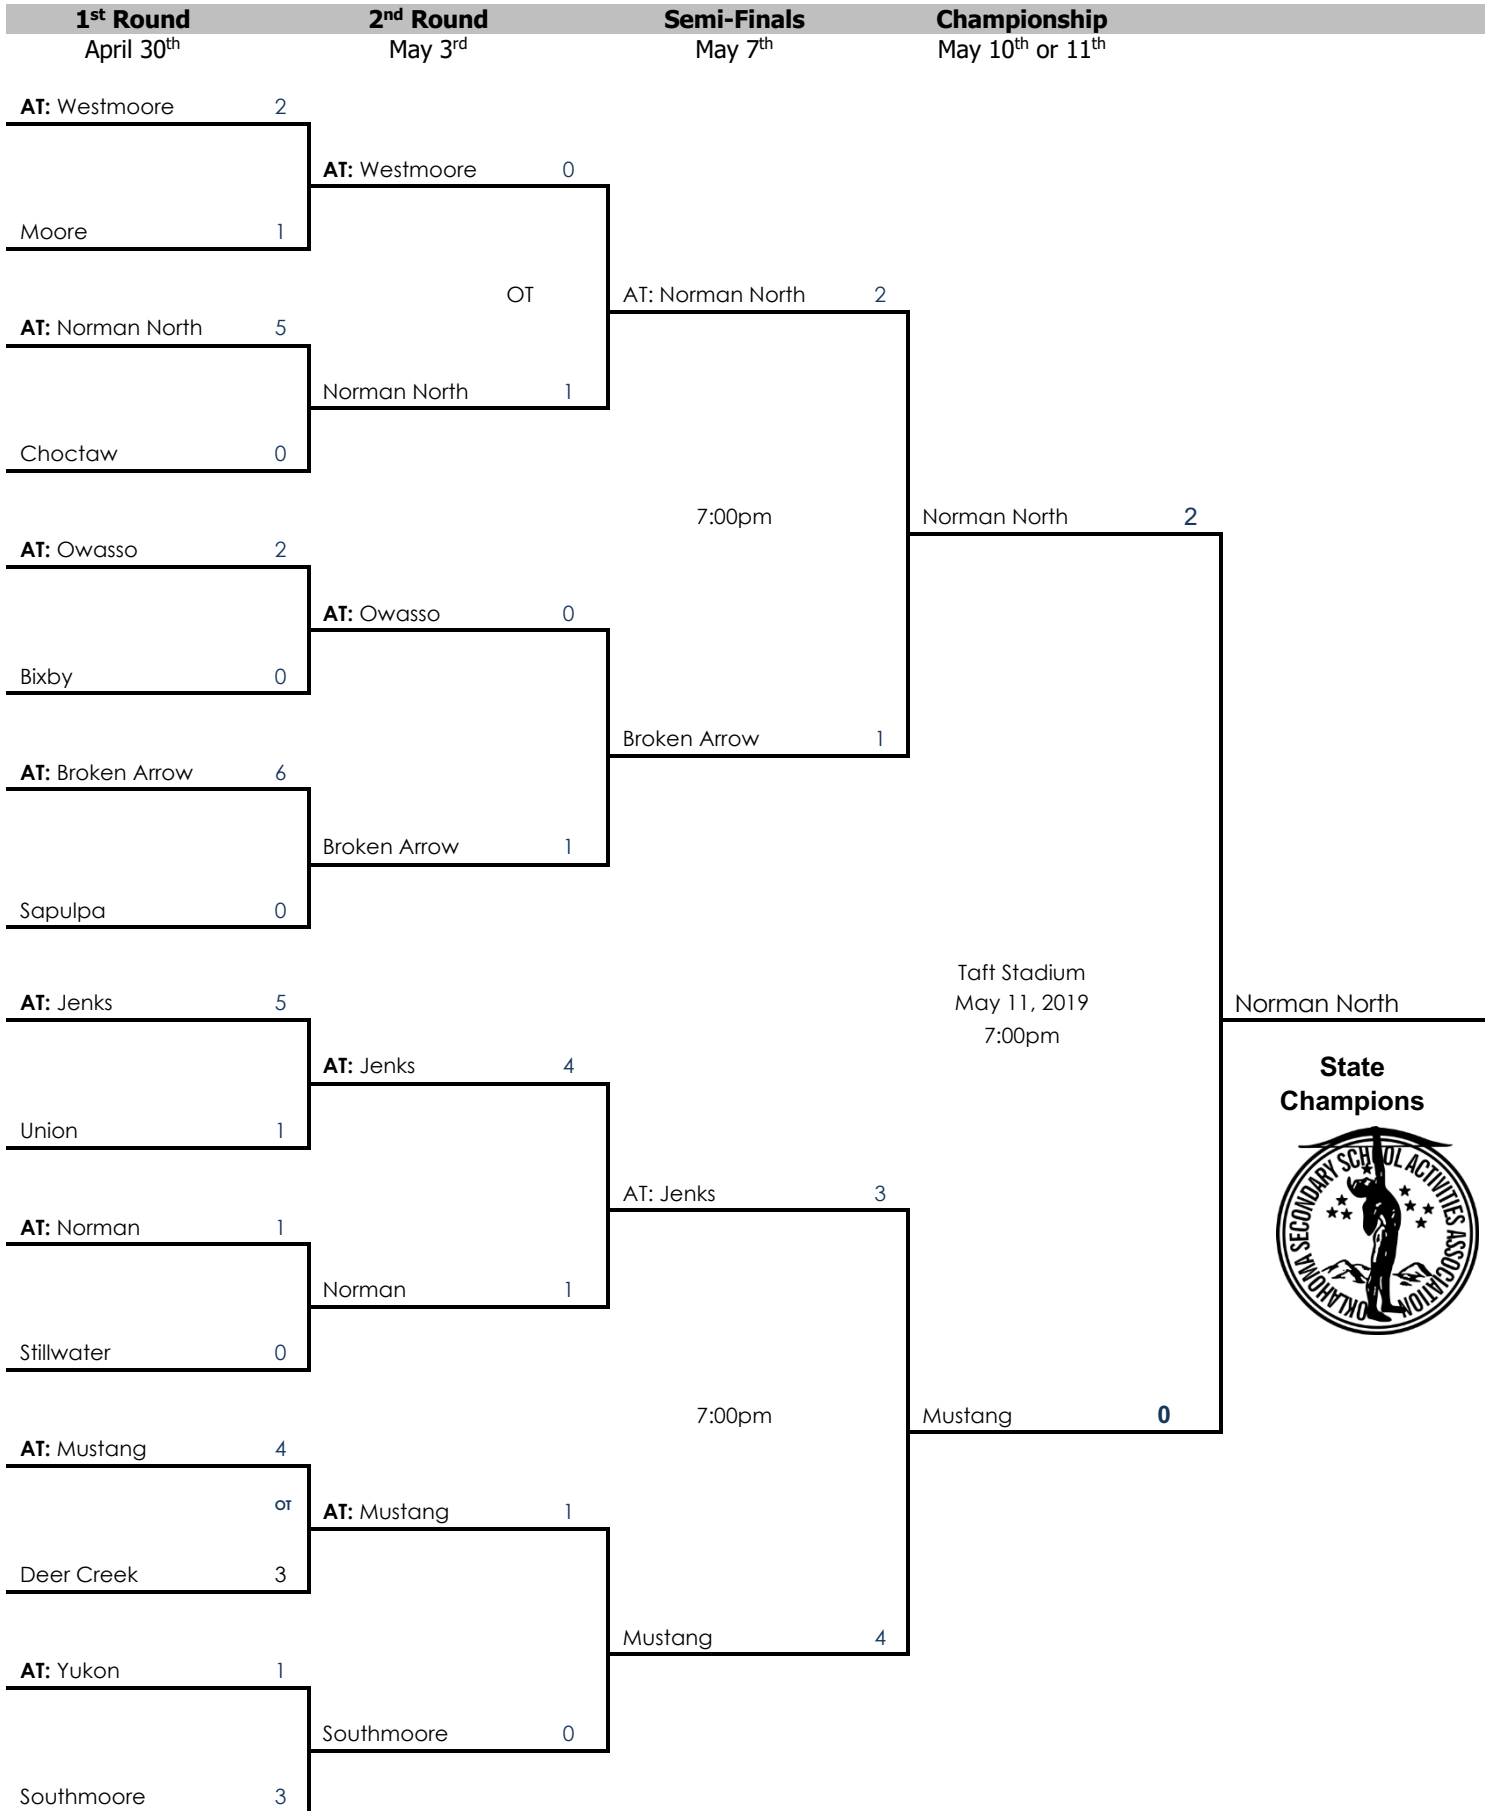 1st Round 2nd Round Semi-Finals Championship
April 30th May 3rd May 7th May 10th or 11th
AT: Westmoore 2
AT: Westmoore 0
Moore 1
OT
AT: Norman North 2
AT: Norman North 5
Norman North 1
Choctaw 0
7:00pm
Norman North 2
AT: Owasso 2
AT: Owasso 0
Bixby 0
Broken Arrow 1
AT: Broken Arrow 6
Broken Arrow 1
Sapulpa 0
Taft Stadium
AT: Jenks 5
May 11, 2019
Norman North
7:00pm
AT: Jenks 4
State
Champions
Union 1
OKLAHOMA SECONDARY SCHOOL ACTIVITIES ASSOCIATION
AT: Jenks 3
AT: Norman 1
Norman 1
Stillwater 0
7:00pm
Mustang 0
AT: Mustang 4
OT
AT: Mustang 1
Deer Creek 3
Mustang 4
AT: Yukon 1
Southmoore 0
Southmoore 3